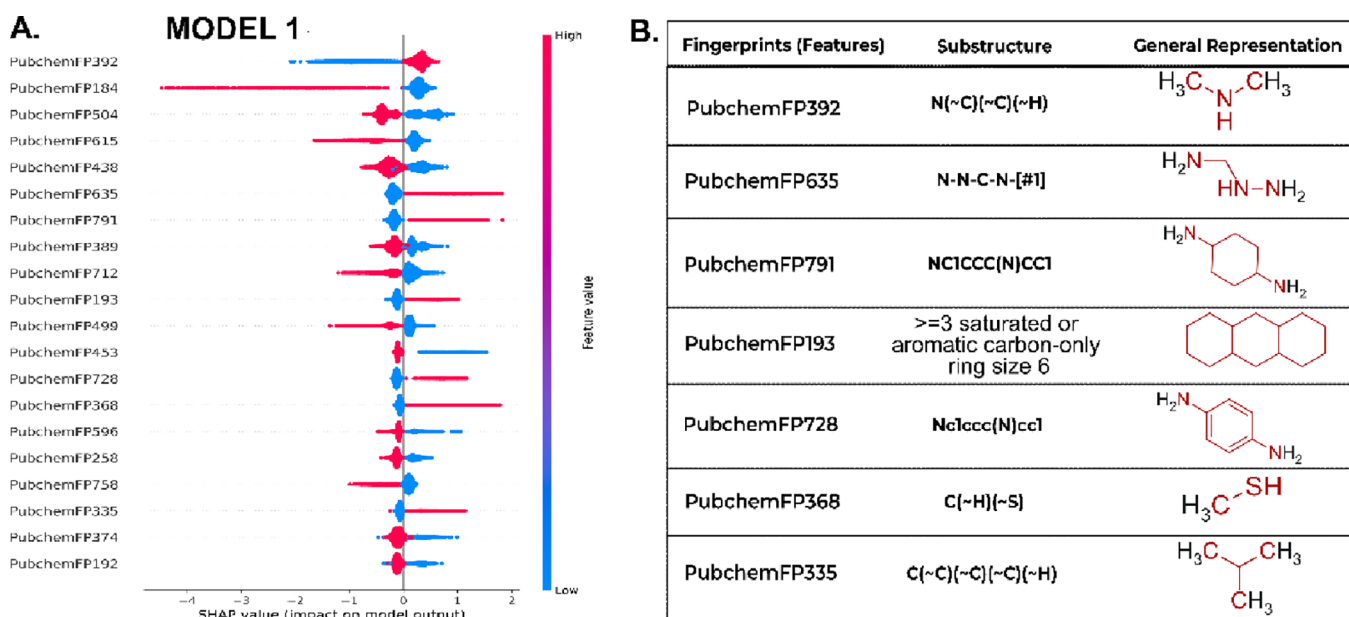 A. MODEL 1
High
PubchemFP392
PubchemFP184
PubchemFP504
PubchemFP615
PubchemFP438
PubchemFP635
PubchemFP791
PubchemFP389
PubchemFP712
PubchemFP193
PubchemFP499
PubchemFP453
PubchemFP728
PubchemFP368
PubchemFP596
PubchemFP258
PubchemFP758
PubchemFP335
PubchemFP374
PubchemFP192
Feature value
Low
−4 −3 −2 −1 0 1 2
SHAP value (impact on model output)
B.
Fingerprints (Features) Substructure General Representation
PubchemFP392 N(~C)(~C)(~H) H3C N H CH3
PubchemFP635 N-N-C-N-[#1] H2N HN NH2
PubchemFP791 NC1CCC(N)CC1 H2N NH2
PubchemFP193 >=3 saturated or
aromatic carbon-only
ring size 6
PubchemFP728 Nc1ccc(N)cc1 H2N NH2
PubchemFP368 C(~H)(~S) H3C SH
PubchemFP335 C(~C)(~C)(~C)(~H) H3C CH3 CH3